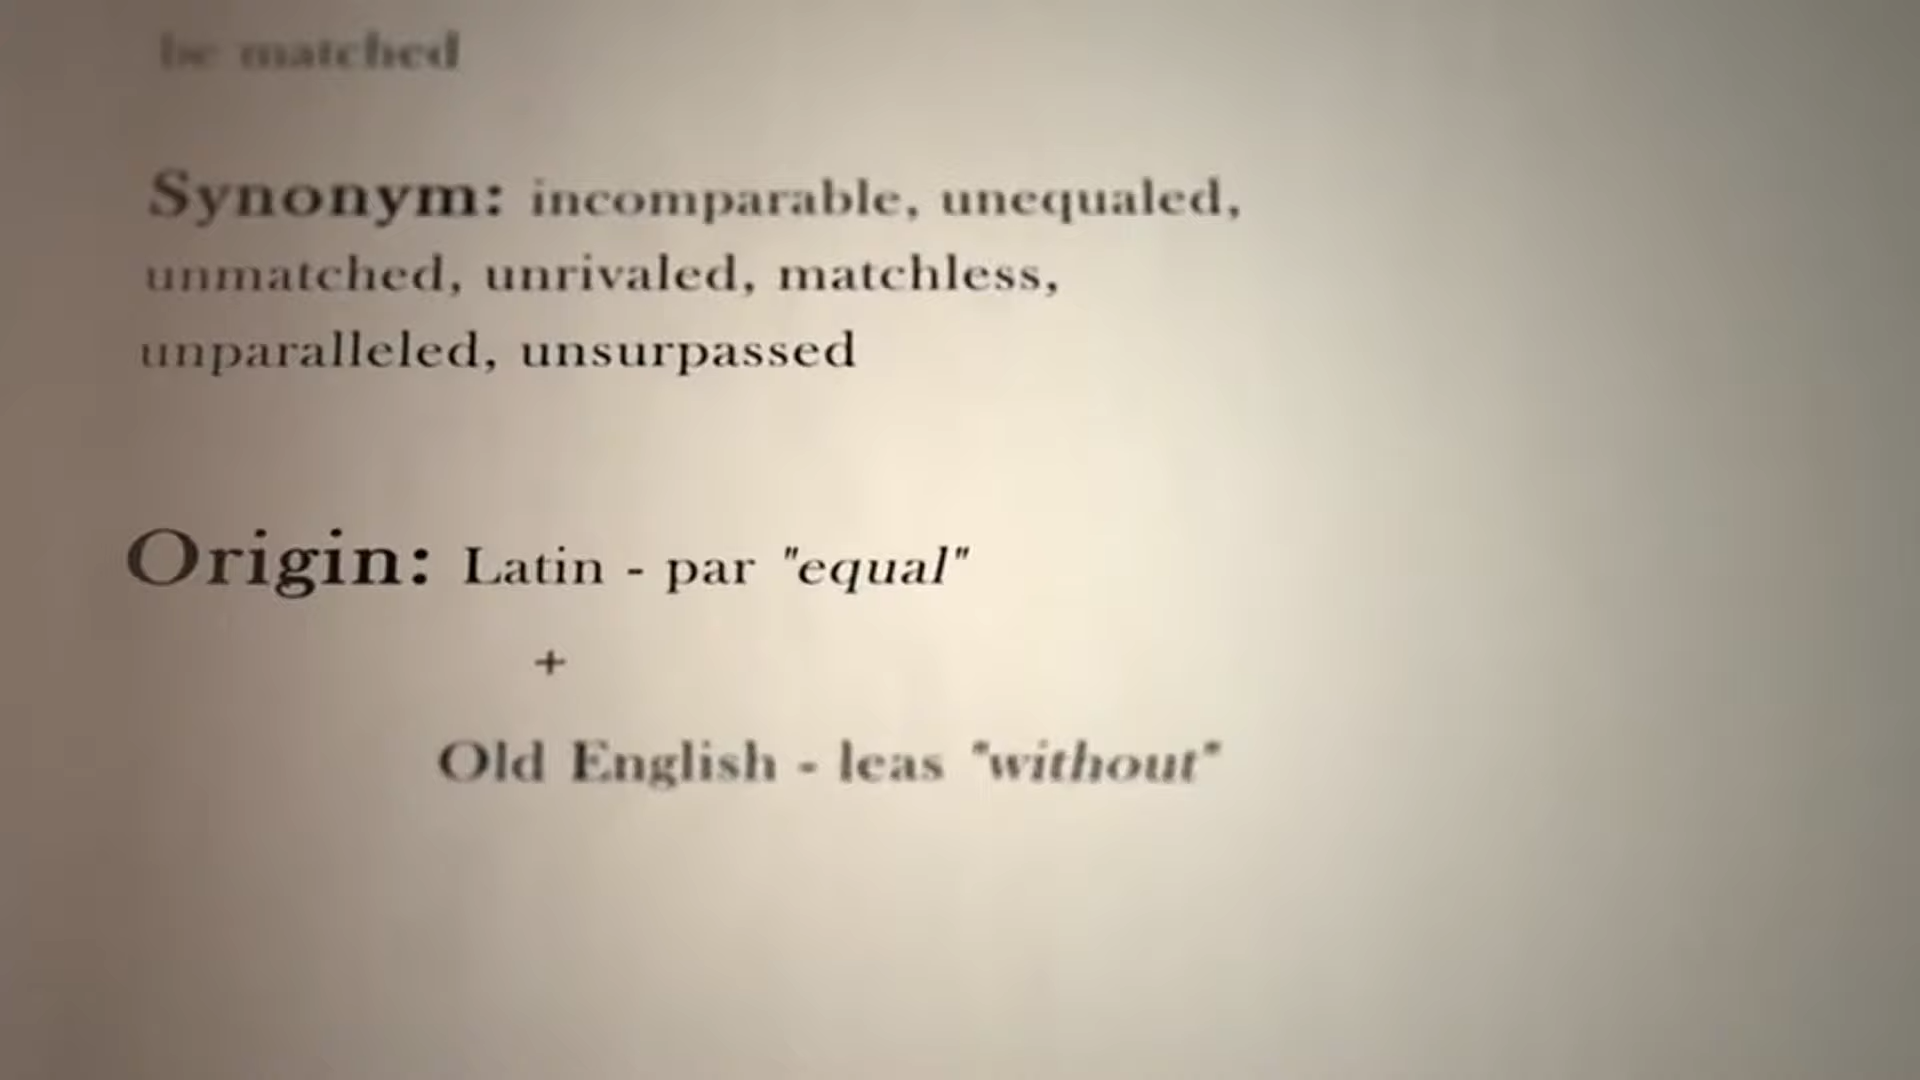 be matched
Synonym: incomparable, unequaled,
unmatched, unrivaled, matchless,
unparalleled, unsurpassed
Origin: Latin - par "equal"
+
Old English - leas "without"